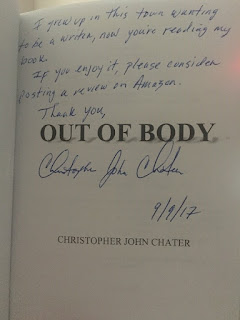 I grew up in this town wanting
to be a writer, now you're reading my
book.
If you enjoy it, please consider
posting a review on Amazon.
Thank you,
OUT OF BODY
Christopher John Chater
9/9/17
CHRISTOPHER JOHN CHATER